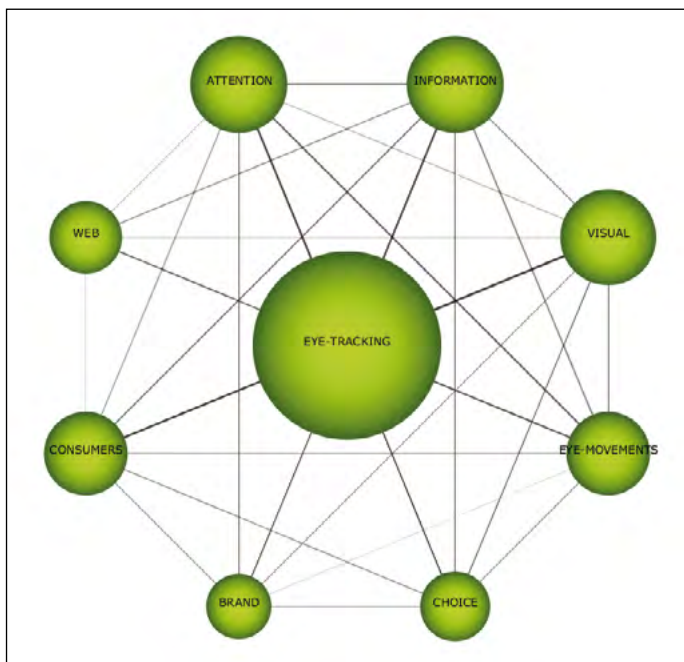 ATTENTION
INFORMATION
WEB
VISUAL
EYE-TRACKING
CONSUMERS
EYE-MOVEMENTS
BRAND
CHOICE